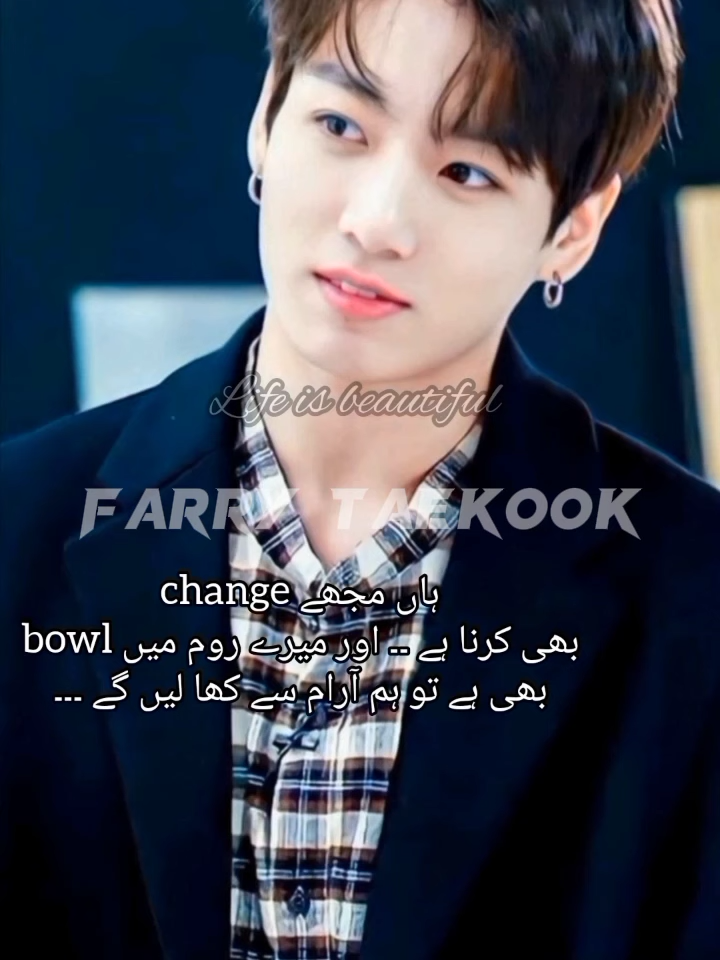 Life is beautiful
FARRY TAEKOOK
ہاں مجھے change
بھی کرنا ہے -- اور میرے روم میں bowl
بھی ہے تو ہم آرام سے کھا لیں گے ---